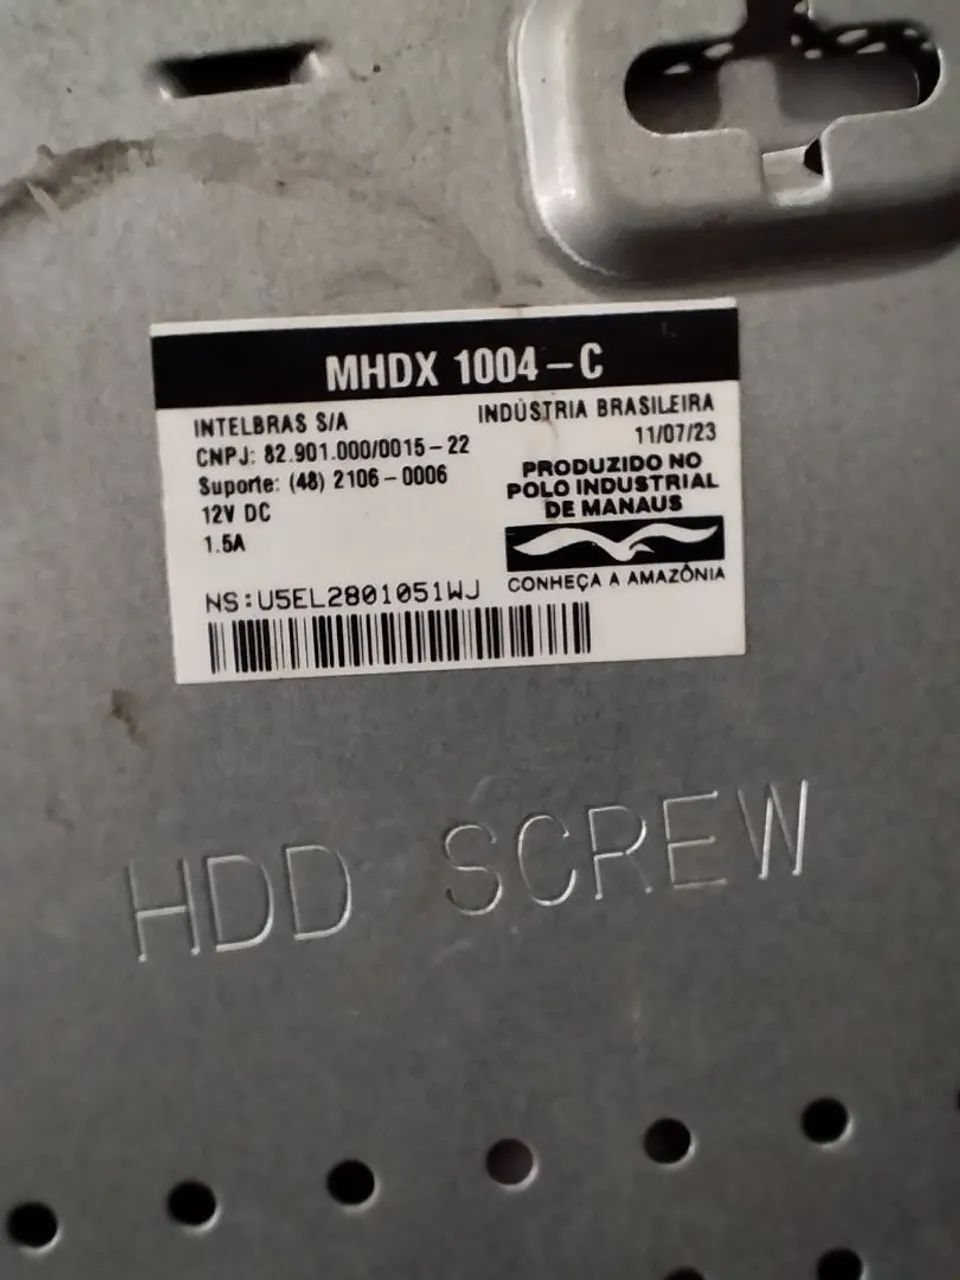 MHDX 1004-C
INTELBRAS S/A
CNPJ: 82.901.000/0015-22
Suporte: (48) 2106-0006
12V DC
1.5A
INDÚSTRIA BRASILEIRA
11/07/23
PRODUZIDO NO
POLO INDUSTRIAL
DE MANAUS
CONHEÇA A AMAZÔNIA
NS:U5EL2801051WJ
HDD SCREW